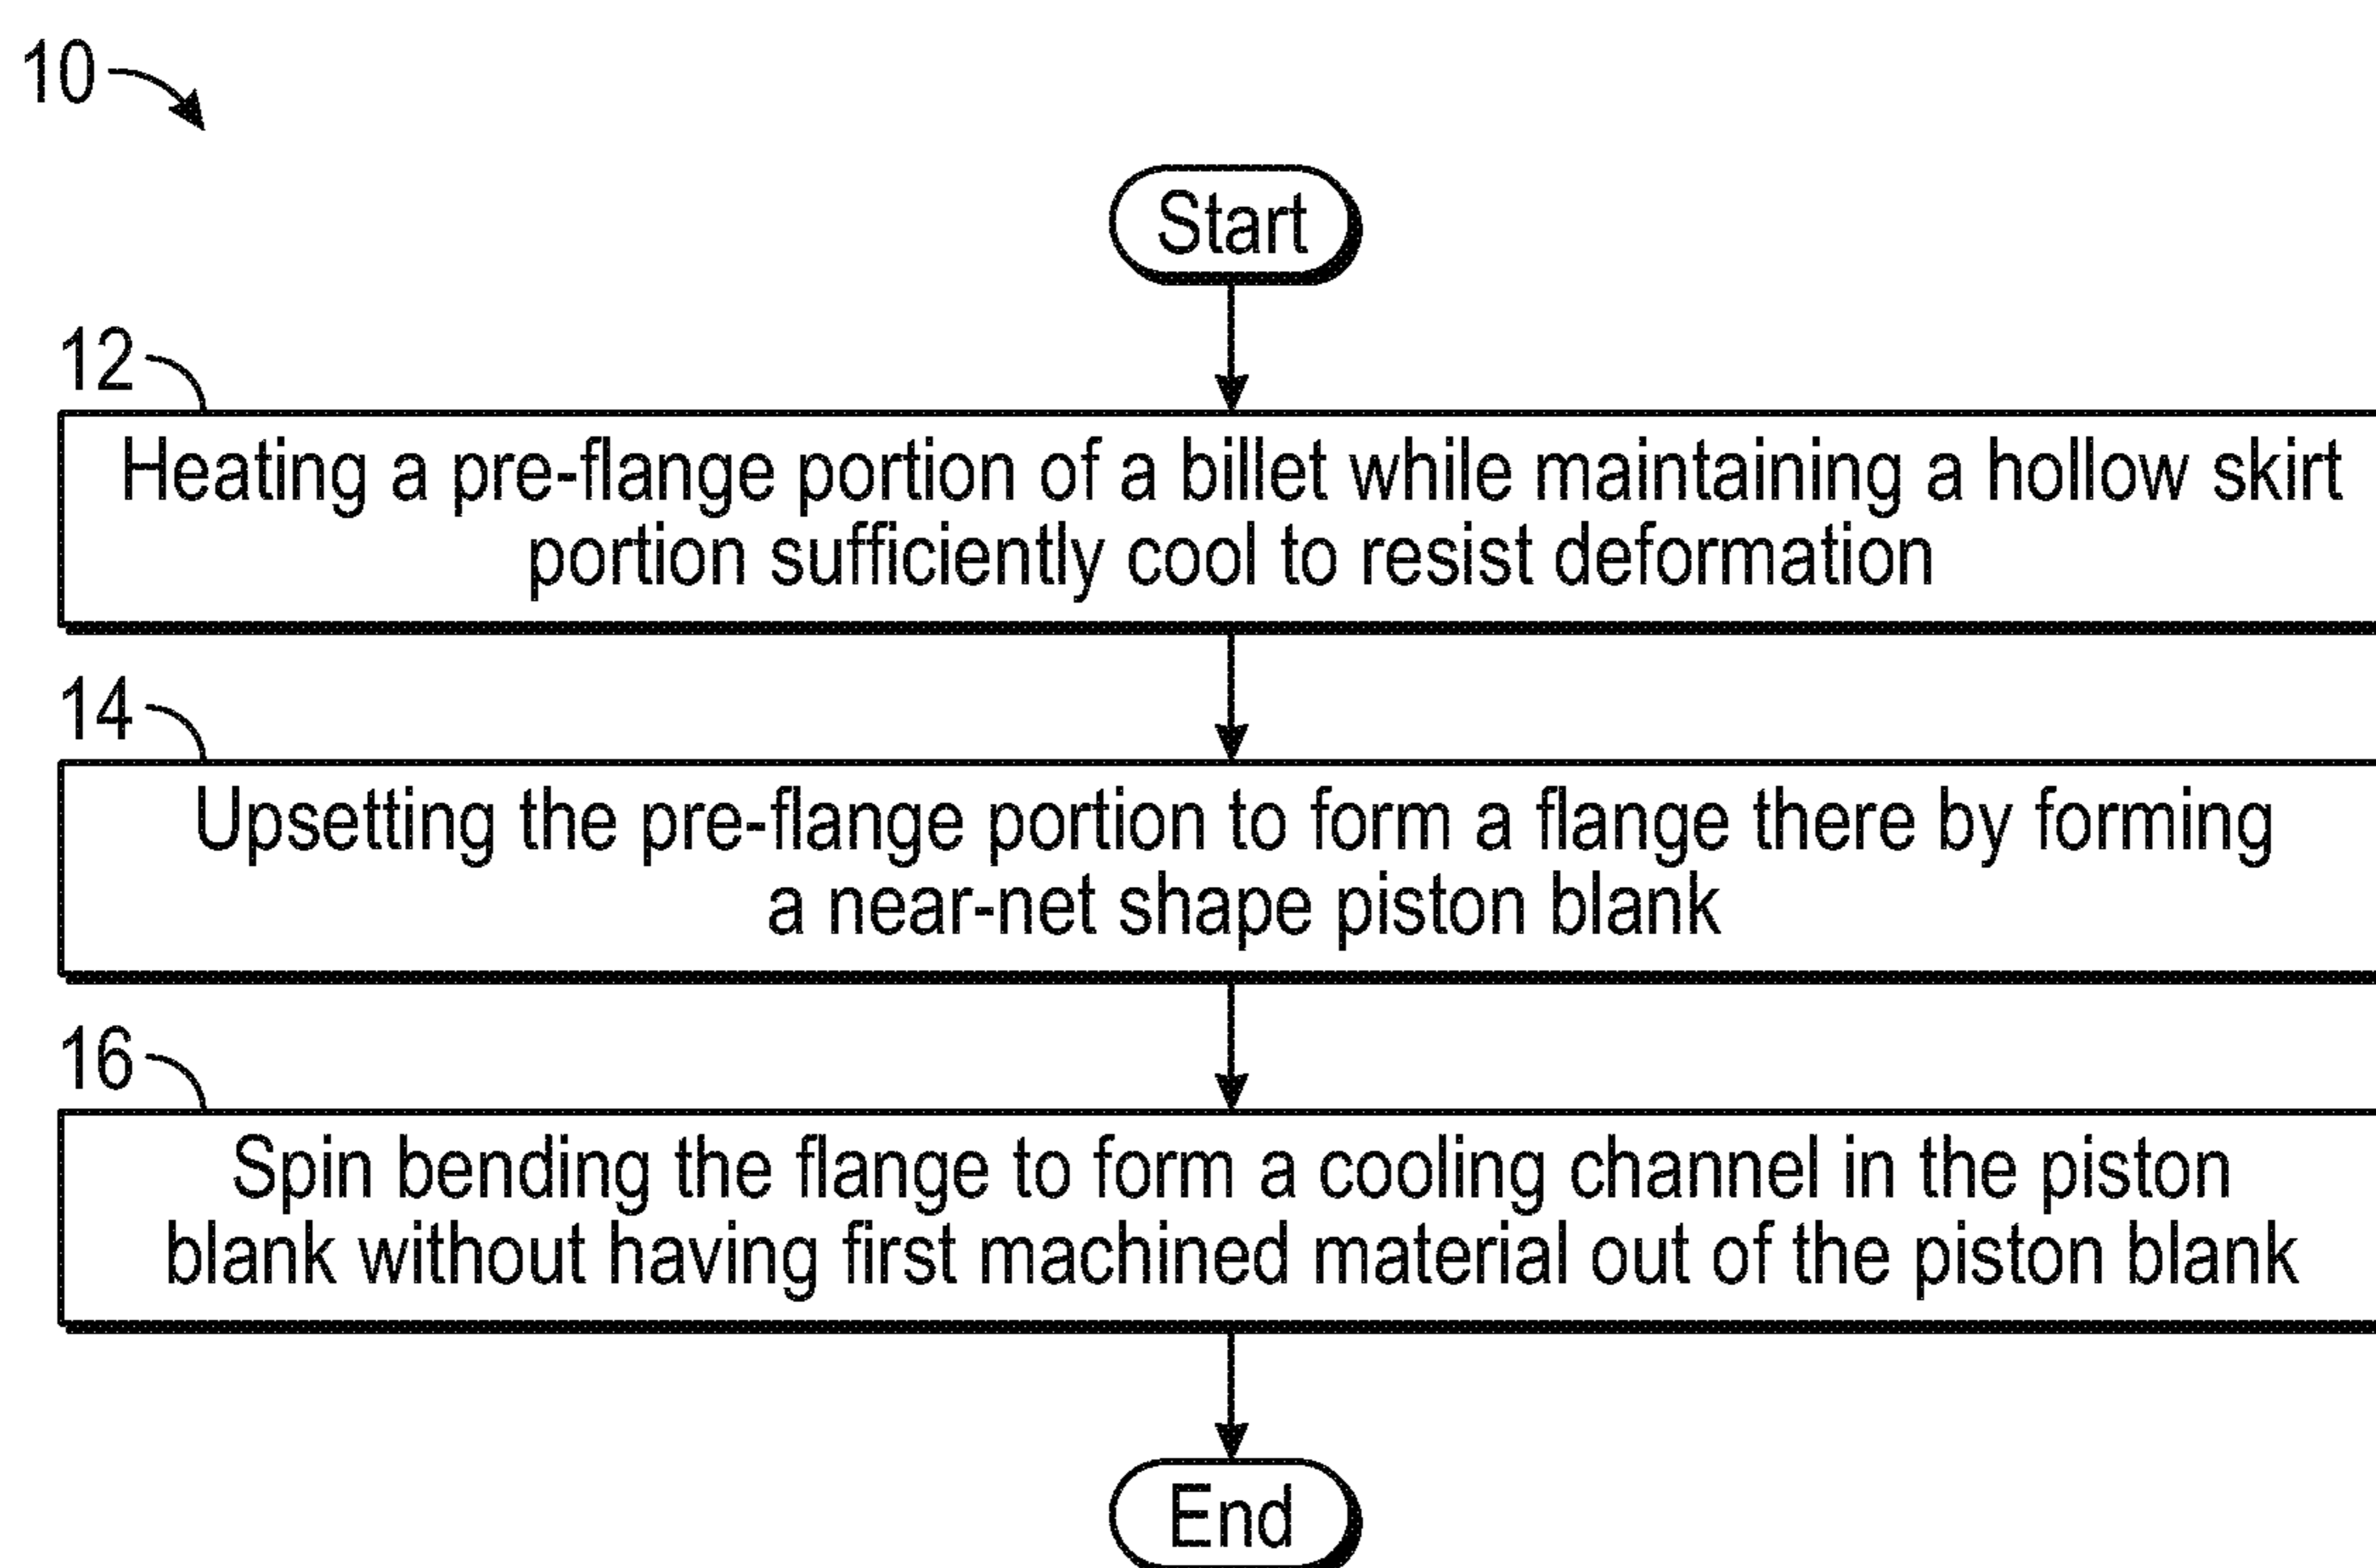 10
Start
12
Heating a pre-flange portion of a billet while maintaining a hollow skirt
portion sufficiently cool to resist deformation
14
Upsetting the pre-flange portion to form a flange there by forming
a near-net shape piston blank
16
Spin bending the flange to form a cooling channel in the piston
blank without having first machined material out of the piston blank
End